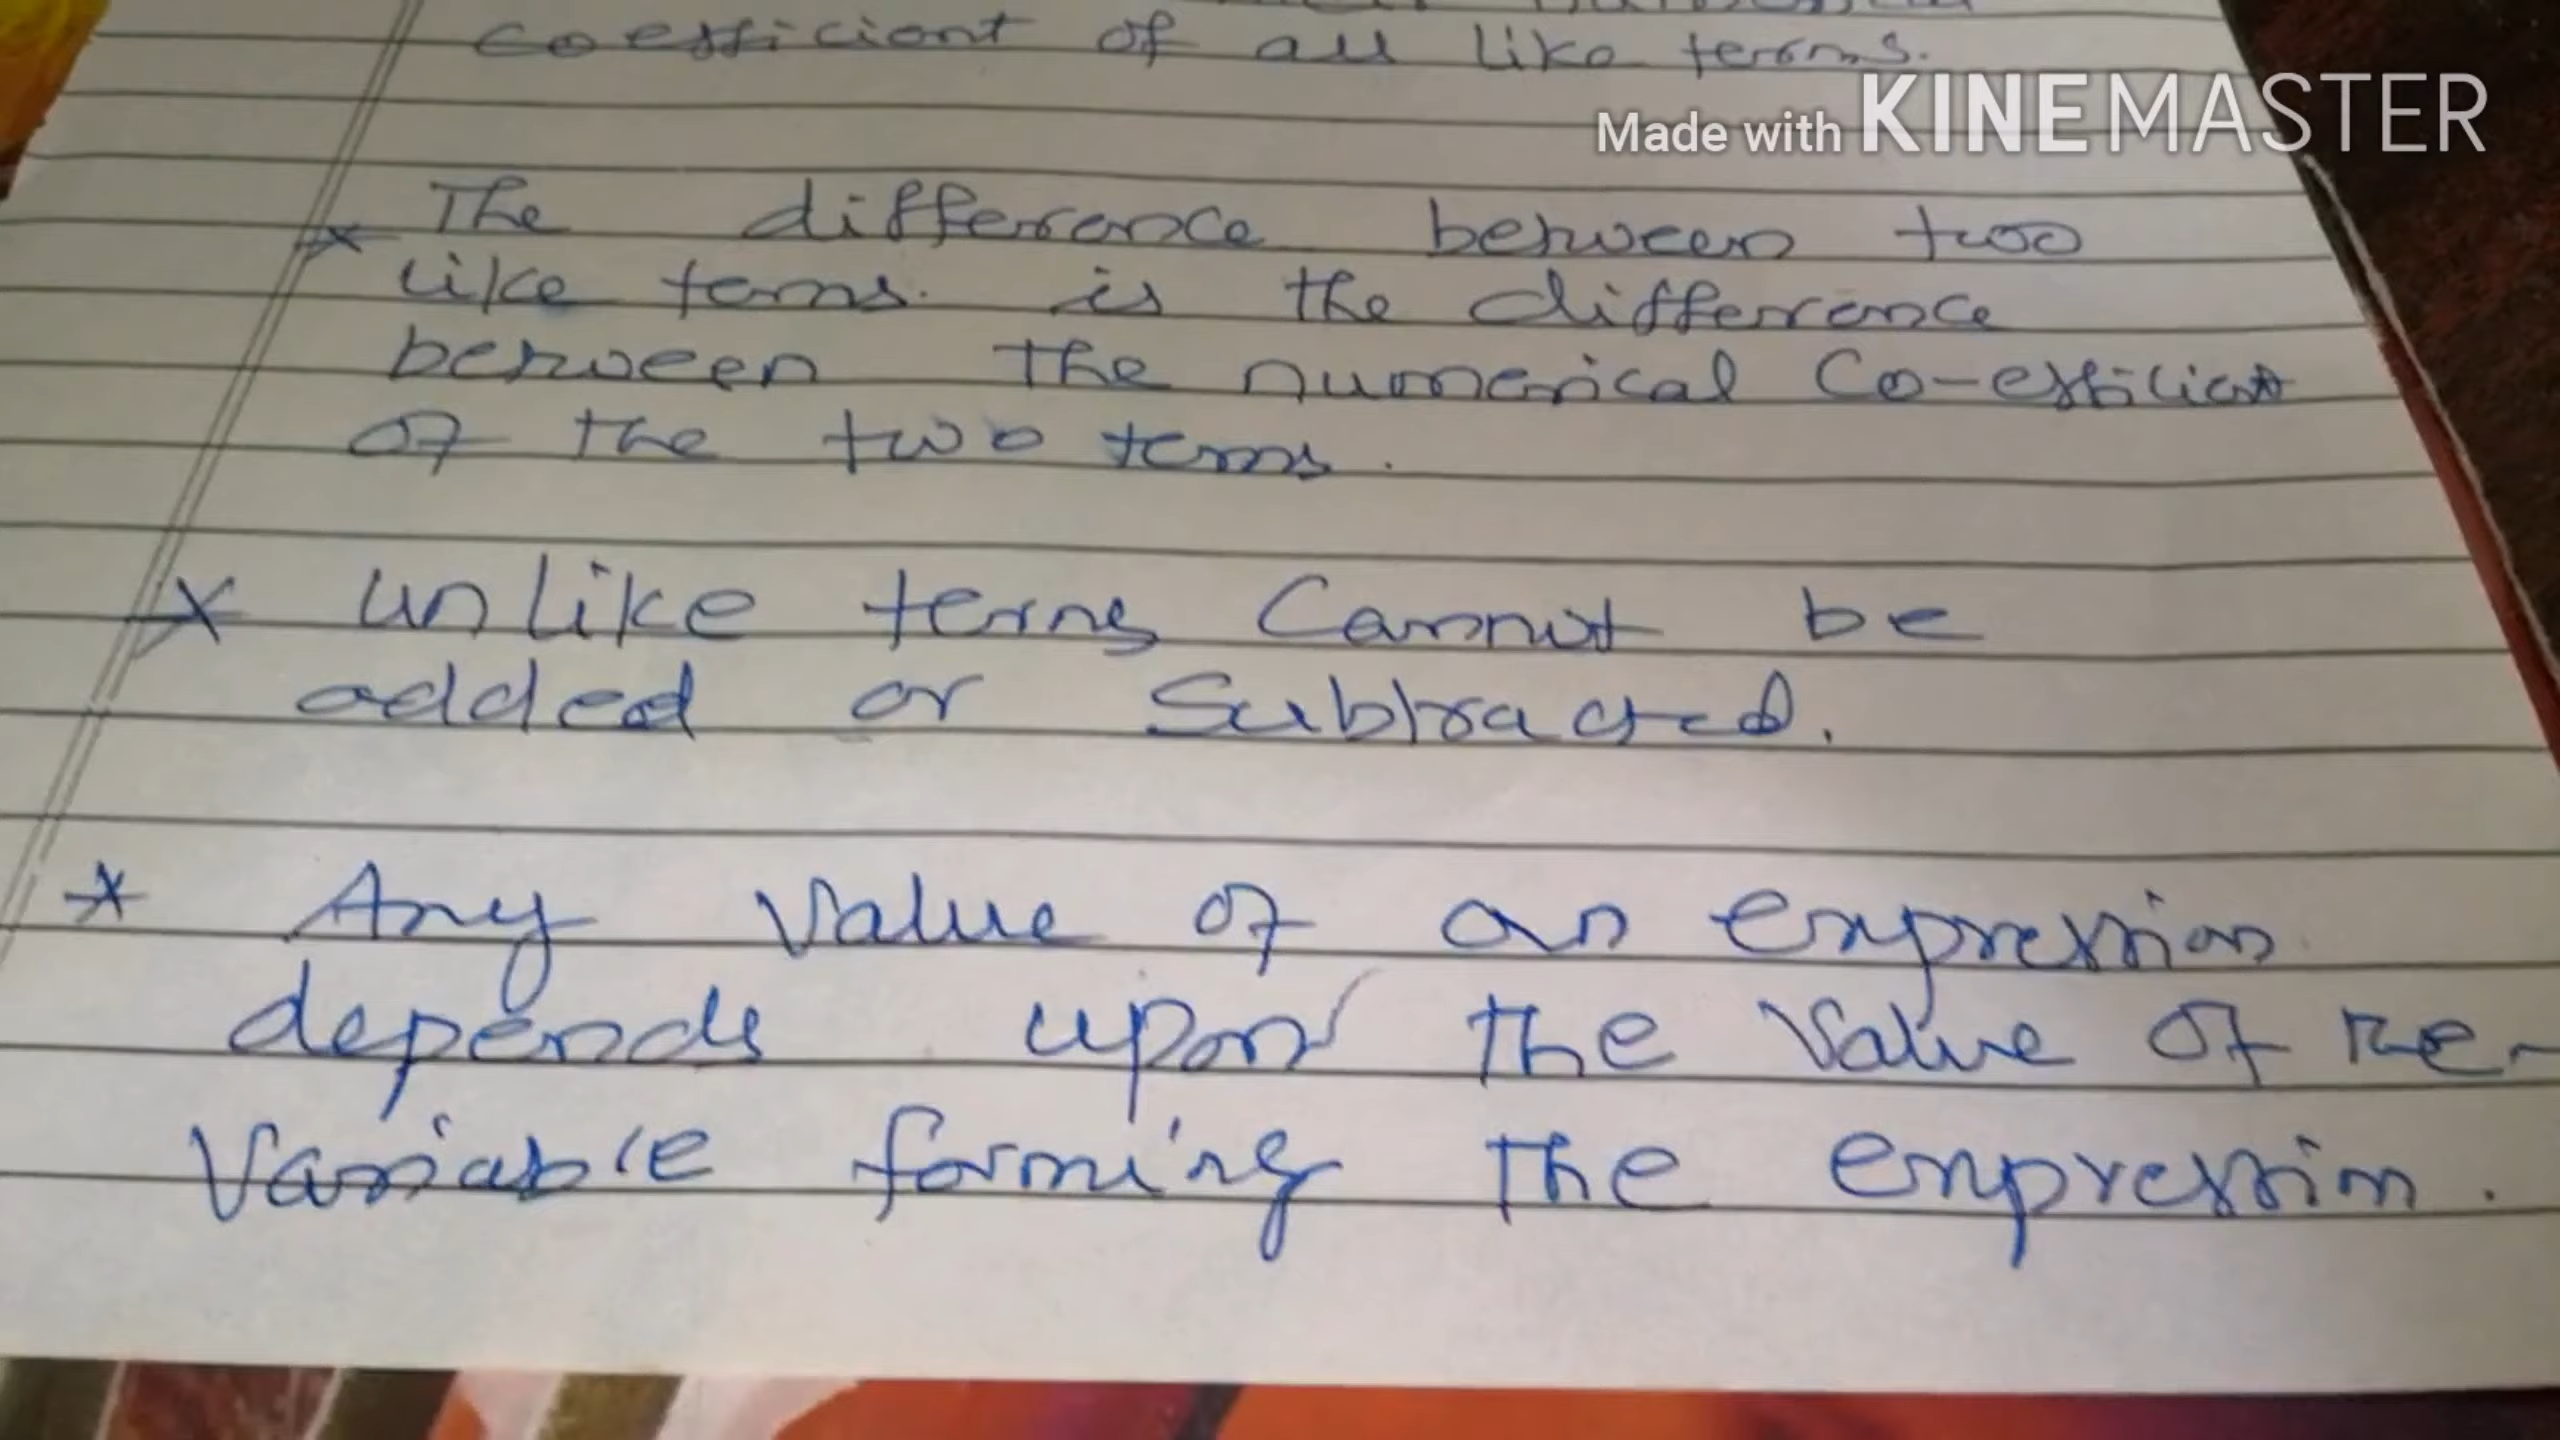 coefficient of all like terms.
Made with KINEMASTER
* The difference between two
like terms. is the difference
between the numerical Co-efficient
of the two terms.
* unlike terms Cannot be
added or Subtracted.
* Any Value of an expression
depends upon the Value of the
Variable forming the expression.